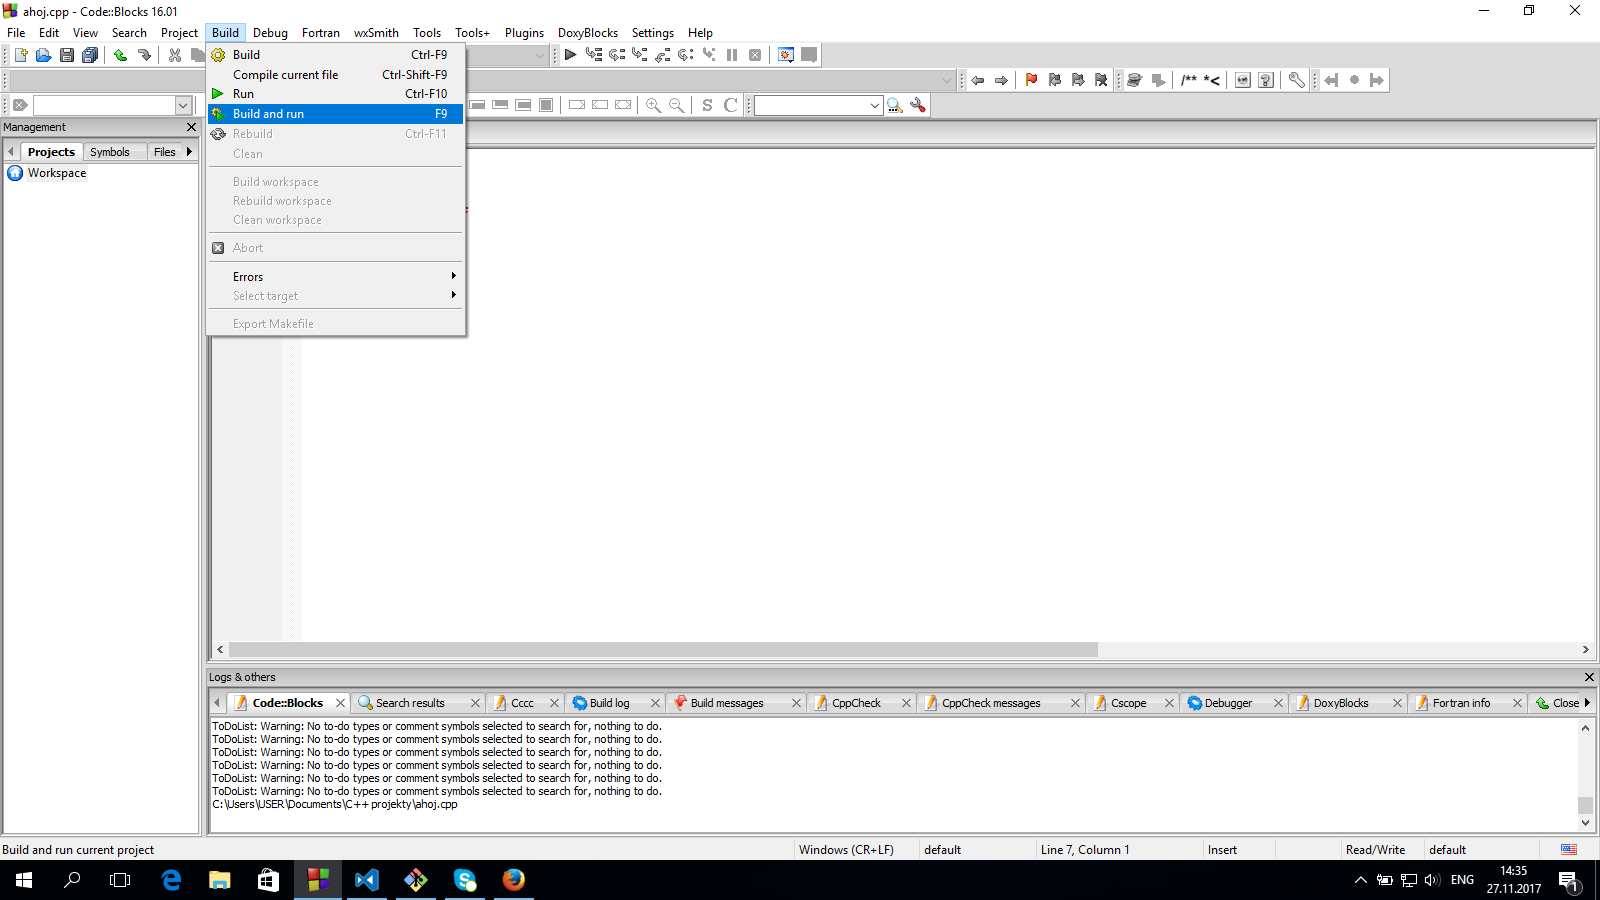 ahoj.cpp - Code::Blocks 16.01
File Edit View Search Project Build Debug Fortran wxSmith Tools Tools+ Plugins DoxyBlocks Settings Help
Build Ctrl-F9
Compile current file Ctrl-Shift-F9
Run Ctrl-F10
Build and run F9
Rebuild Ctrl-F11
Clean
Build workspace
Rebuild workspace
Clean workspace
Abort
Errors
Select target
Export Makefile
/** *<
S C
Management
Projects Symbols Files
Workspace
Logs & others
Code::Blocks Search results Cccc Build log Build messages CppCheck CppCheck messages Cscope Debugger DoxyBlocks Fortran info Close
ToDoList: Warning: No to-do types or comment symbols selected to search for, nothing to do.
ToDoList: Warning: No to-do types or comment symbols selected to search for, nothing to do.
ToDoList: Warning: No to-do types or comment symbols selected to search for, nothing to do.
ToDoList: Warning: No to-do types or comment symbols selected to search for, nothing to do.
ToDoList: Warning: No to-do types or comment symbols selected to search for, nothing to do.
ToDoList: Warning: No to-do types or comment symbols selected to search for, nothing to do.
C:\Users\USER\Documents\C++ projekty\ahoj.cpp
Build and run current project Windows (CR+LF) default Line 7, Column 1 Insert Read/Write default
ENG 14:35
27.11.2017
1